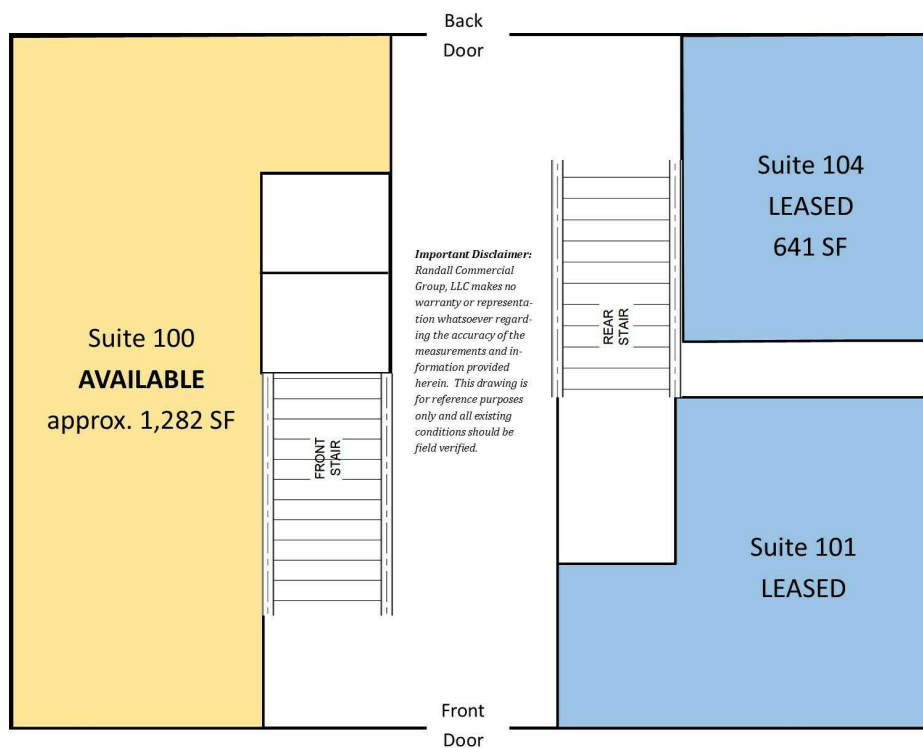 Back
Door
Suite 104
LEASED
641 SF
Important Disclaimer:
Randall Commercial
Group, LLC makes no
warranty or representa-
tion whatsoever regard-
ing the accuracy of the
measurements and in-
formation provided
herein.  This drawing is
for reference purposes
only and all existing
conditions should be
field verified.
REAR
STAIR
Suite 100
AVAILABLE
approx. 1,282 SF
FRONT
STAIR
Suite 101
LEASED
Front
Door